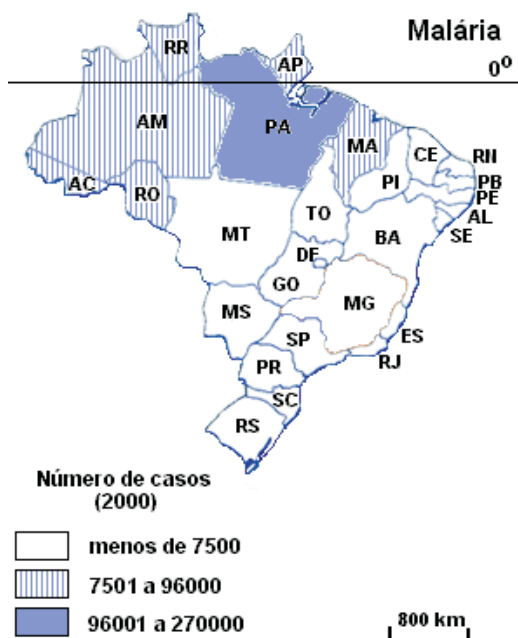 Malária
0º
RR
AP
AM
PA
MA
CE
RN
PB
PE
AL
SE
PI
AC
RO
TO
BA
MT
DF
GO
MG
MS
ES
SP
RJ
PR
SC
RS
Número de casos
(2000)
menos de 7500
7501 a 96000
96001 a 270000
800 km